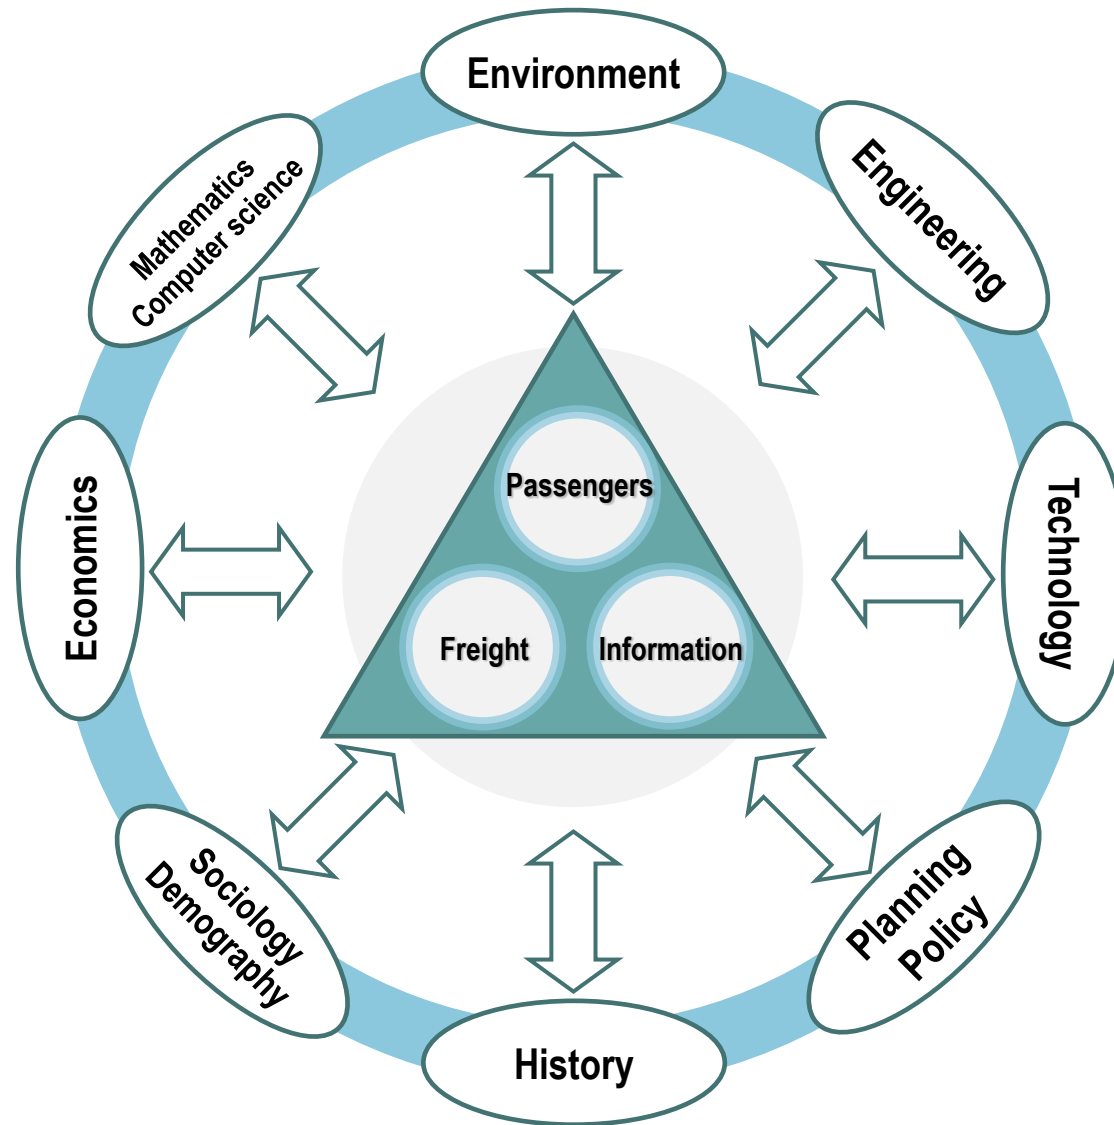 Environment
Engineering
Technology
Planning
Policy
History
Sociology
Demography
Economics
Mathematics
Computer science
Passengers
Freight
Information